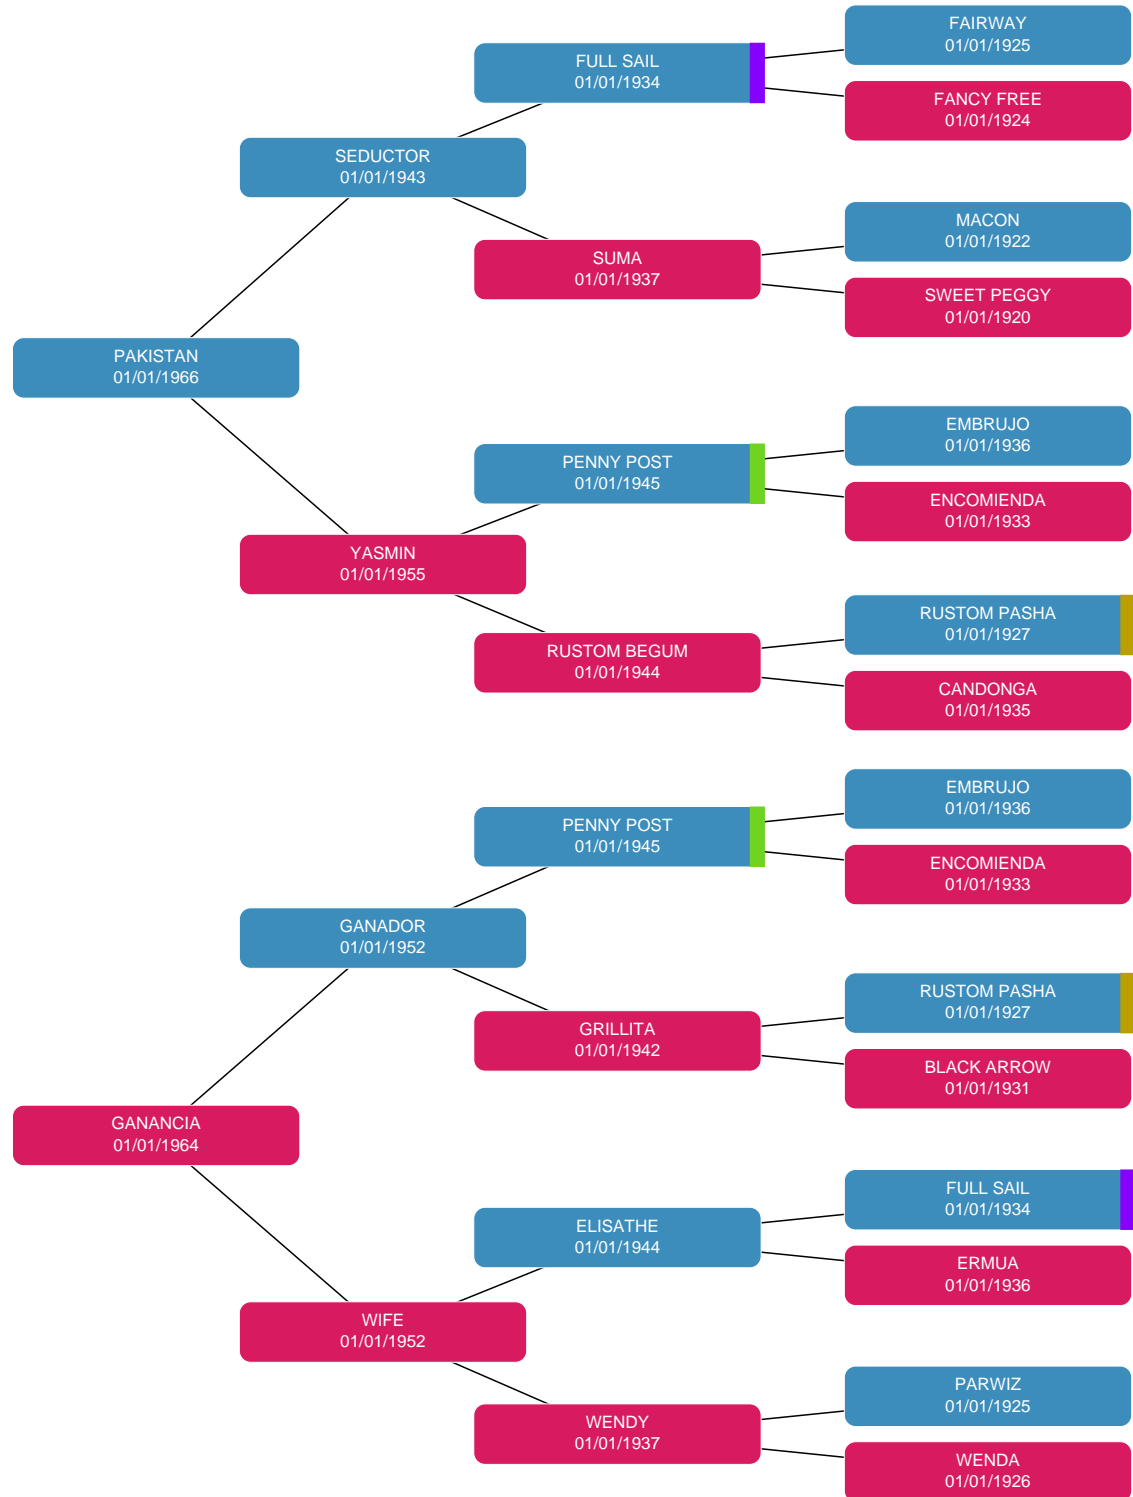 FAIRWAY
01/01/1925
FULL SAIL
01/01/1934
FANCY FREE
01/01/1924
SEDUCTOR
01/01/1943
MACON
01/01/1922
SUMA
01/01/1937
SWEET PEGGY
01/01/1920
PAKISTAN
01/01/1966
EMBRUJO
01/01/1936
PENNY POST
01/01/1945
ENCOMIENDA
01/01/1933
YASMIN
01/01/1955
RUSTOM PASHA
01/01/1927
RUSTOM BEGUM
01/01/1944
CANDONGA
01/01/1935
EMBRUJO
01/01/1936
PENNY POST
01/01/1945
ENCOMIENDA
01/01/1933
GANADOR
01/01/1952
RUSTOM PASHA
01/01/1927
GRILLITA
01/01/1942
BLACK ARROW
01/01/1931
GANANCIA
01/01/1964
FULL SAIL
01/01/1934
ELISATHE
01/01/1944
ERMUA
01/01/1936
WIFE
01/01/1952
PARWIZ
01/01/1925
WENDY
01/01/1937
WENDA
01/01/1926